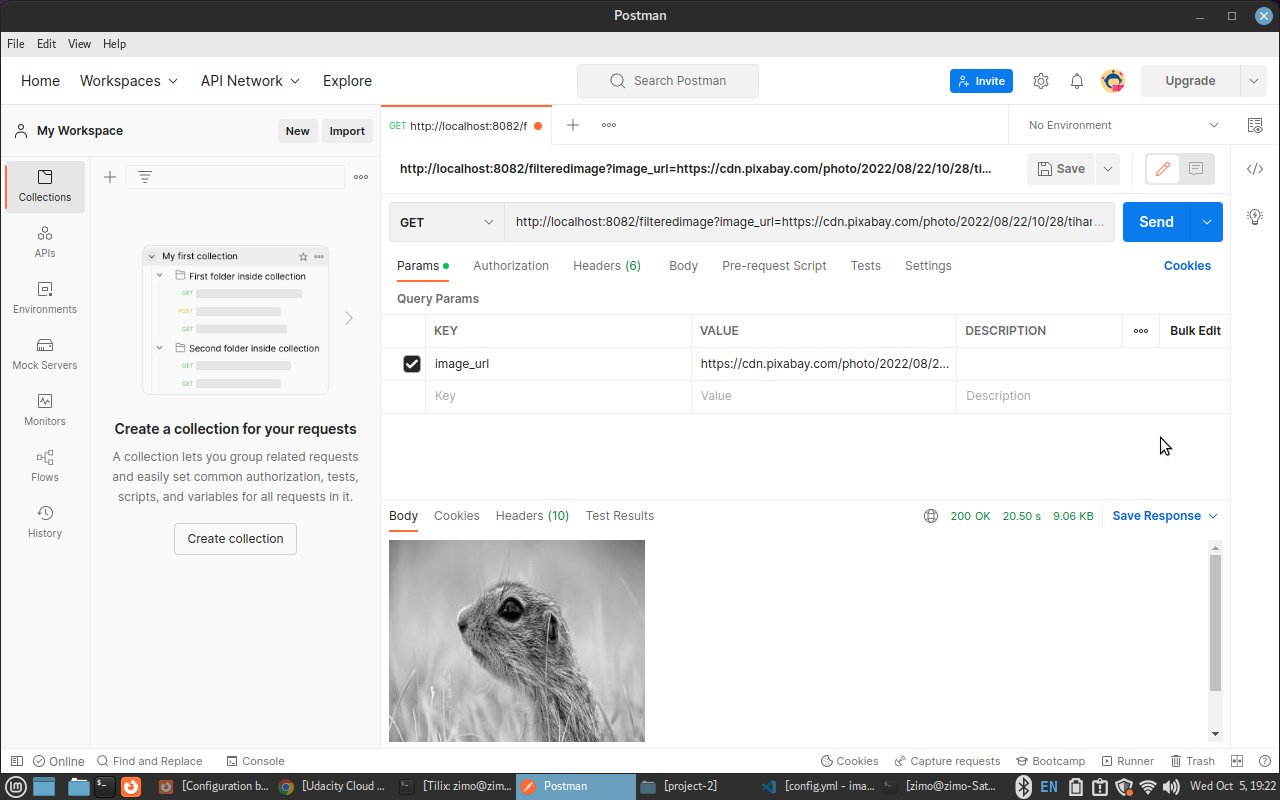 Postman
File Edit View Help
Home Workspaces API Network Explore Search Postman Invite Upgrade
My Workspace New Import
GET http://localhost:8082/f No Environment
http://localhost:8082/filteredimage?image_url=https://cdn.pixabay.com/photo/2022/08/22/10/28/ti... Save
GET http://localhost:8082/filteredimage?image_url=https://cdn.pixabay.com/photo/2022/08/22/10/28/tihar... Send
Params Authorization Headers (6) Body Pre-request Script Tests Settings Cookies
Query Params
KEY VALUE DESCRIPTION Bulk Edit
image_url https://cdn.pixabay.com/photo/2022/08/2...
Key Value Description
Collections
APIs
Environments
Mock Servers
Monitors
Flows
History
My first collection
First folder inside collection
GET
POST
GET
Second folder inside collection
GET
GET
Create a collection for your requests
A collection lets you group related requests
and easily set common authorization, tests,
scripts, and variables for all requests in it.
Create collection
Body Cookies Headers (10) Test Results 200 OK 20.50 s 9.06 KB Save Response
Online Find and Replace Console Cookies Capture requests Bootcamp Runner Trash
[Configuration b... [Udacity Cloud ... [Tilix: zimo@zim... Postman [project-2] [config.yml - ima... [zimo@zimo-Sat... EN Wed Oct 5, 19:22